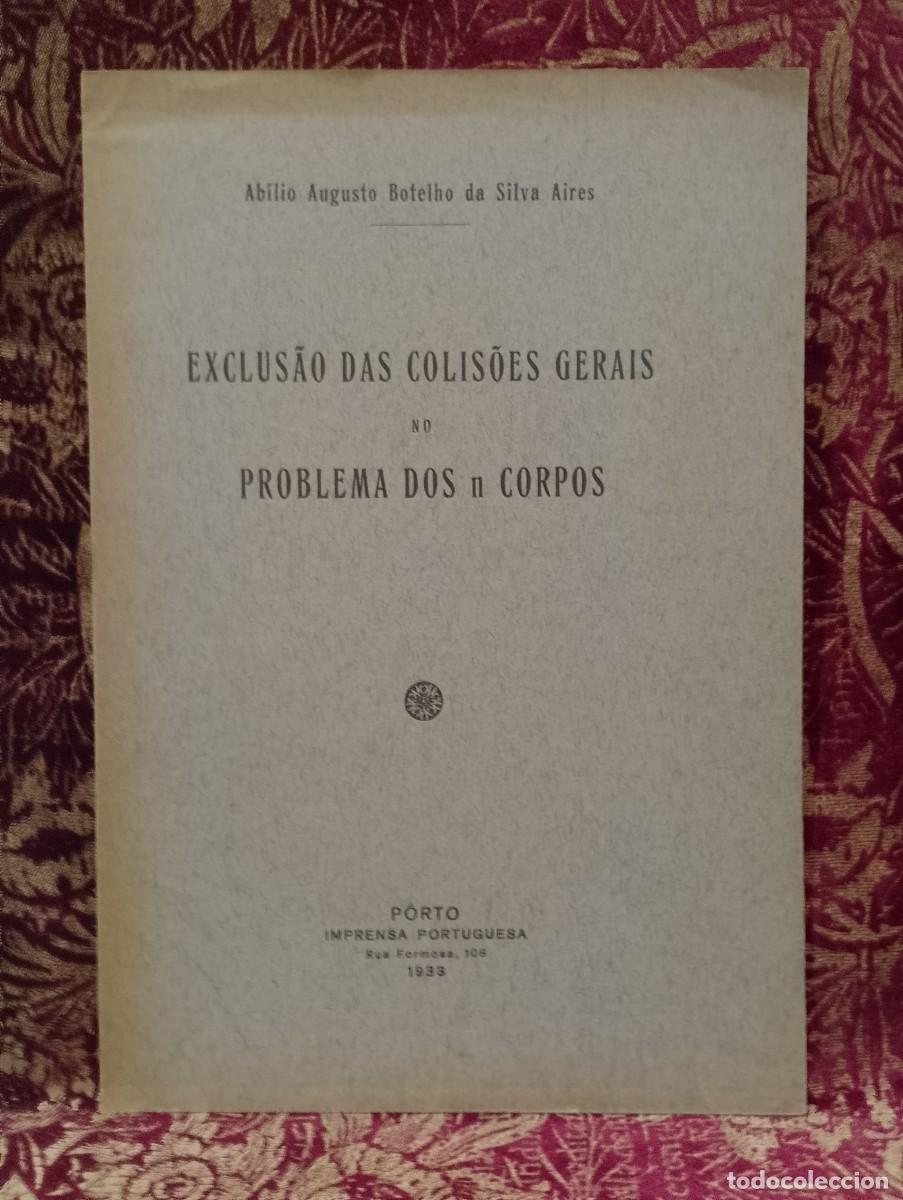 Abílio Augusto Botelho da Silva Aires
EXCLUSÃO DAS COLISÕES GERAIS
NO
PROBLEMA DOS n CORPOS
PÔRTO
IMPRENSA PORTUGUESA
Rua Formosa, 108
1933
todocoleccion